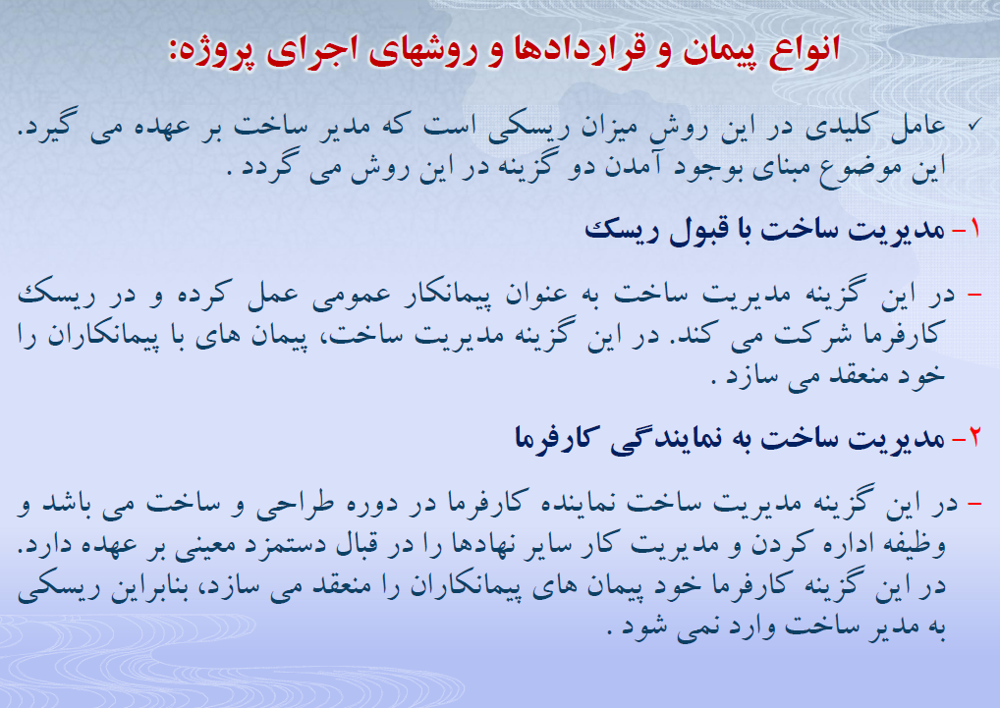 انواع پیمان و قراردادها و روشهای اجرای پروژه:
✓ عامل کلیدی در این روش میزان ریسکی است که مدیر ساخت بر عهده می گیرد.
این موضوع مبنای بوجود آمدن دو گزینه در این روش می گردد .
۱- مدیریت ساخت با قبول ریسک
- در این گزینه مدیریت ساخت به عنوان پیمانکار عمومی عمل کرده و در ریسک
کارفرما شرکت می کند. در این گزینه مدیریت ساخت، پیمان های با پیمانکاران را
خود منعقد می سازد .
۲- مدیریت ساخت به نمایندگی کارفرما
- در این گزینه مدیریت ساخت نماینده کارفرما در دوره طراحی و ساخت می باشد و
وظیفه اداره کردن و مدیریت کار سایر نهادها را در قبال دستمزد معینی بر عهده دارد.
در این گزینه کارفرما خود پیمان های پیمانکاران را منعقد می سازد، بنابراین ریسکی
به مدیر ساخت وارد نمی شود .